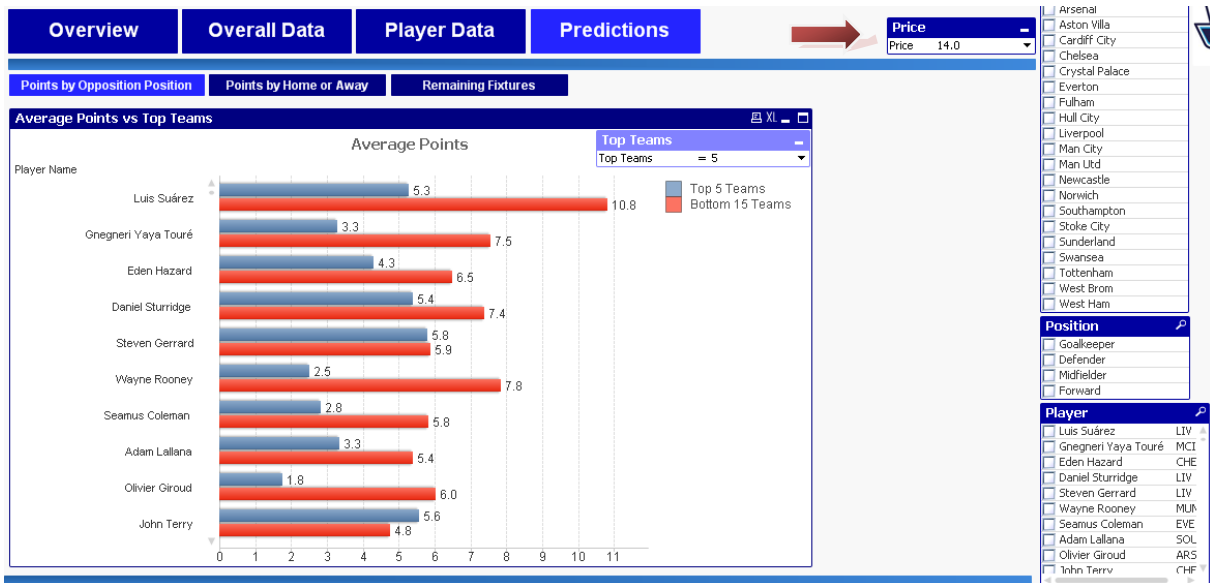 Overview Overall Data Player Data Predictions
Price
Price 14.0
Points by Opposition Position Points by Home or Away Remaining Fixtures
Average Points vs Top Teams XL
Average Points
Top Teams
Top Teams = 5
Player Name
Top 5 Teams
Bottom 15 Teams
Luis Suárez 5.3 10.8
Gnegneri Yaya Touré 3.3 7.5
Eden Hazard 4.3 6.5
Daniel Sturridge 5.4 7.4
Steven Gerrard 5.8 5.9
Wayne Rooney 2.5 7.8
Seamus Coleman 2.8 5.8
Adam Lallana 3.3 5.4
Olivier Giroud 1.8 6.0
John Terry 5.6 4.8
0 1 2 3 4 5 6 7 8 9 10 11
Arsenal
Aston Villa
Cardiff City
Chelsea
Crystal Palace
Everton
Fulham
Hull City
Liverpool
Man City
Man Utd
Newcastle
Norwich
Southampton
Stoke City
Sunderland
Swansea
Tottenham
West Brom
West Ham
Position
Goalkeeper
Defender
Midfielder
Forward
Player
Luis Suárez LIV
Gnegneri Yaya Touré MCI
Eden Hazard CHE
Daniel Sturridge LIV
Steven Gerrard LIV
Wayne Rooney MUN
Seamus Coleman EVE
Adam Lallana SOU
Olivier Giroud ARS
John Terry CHE